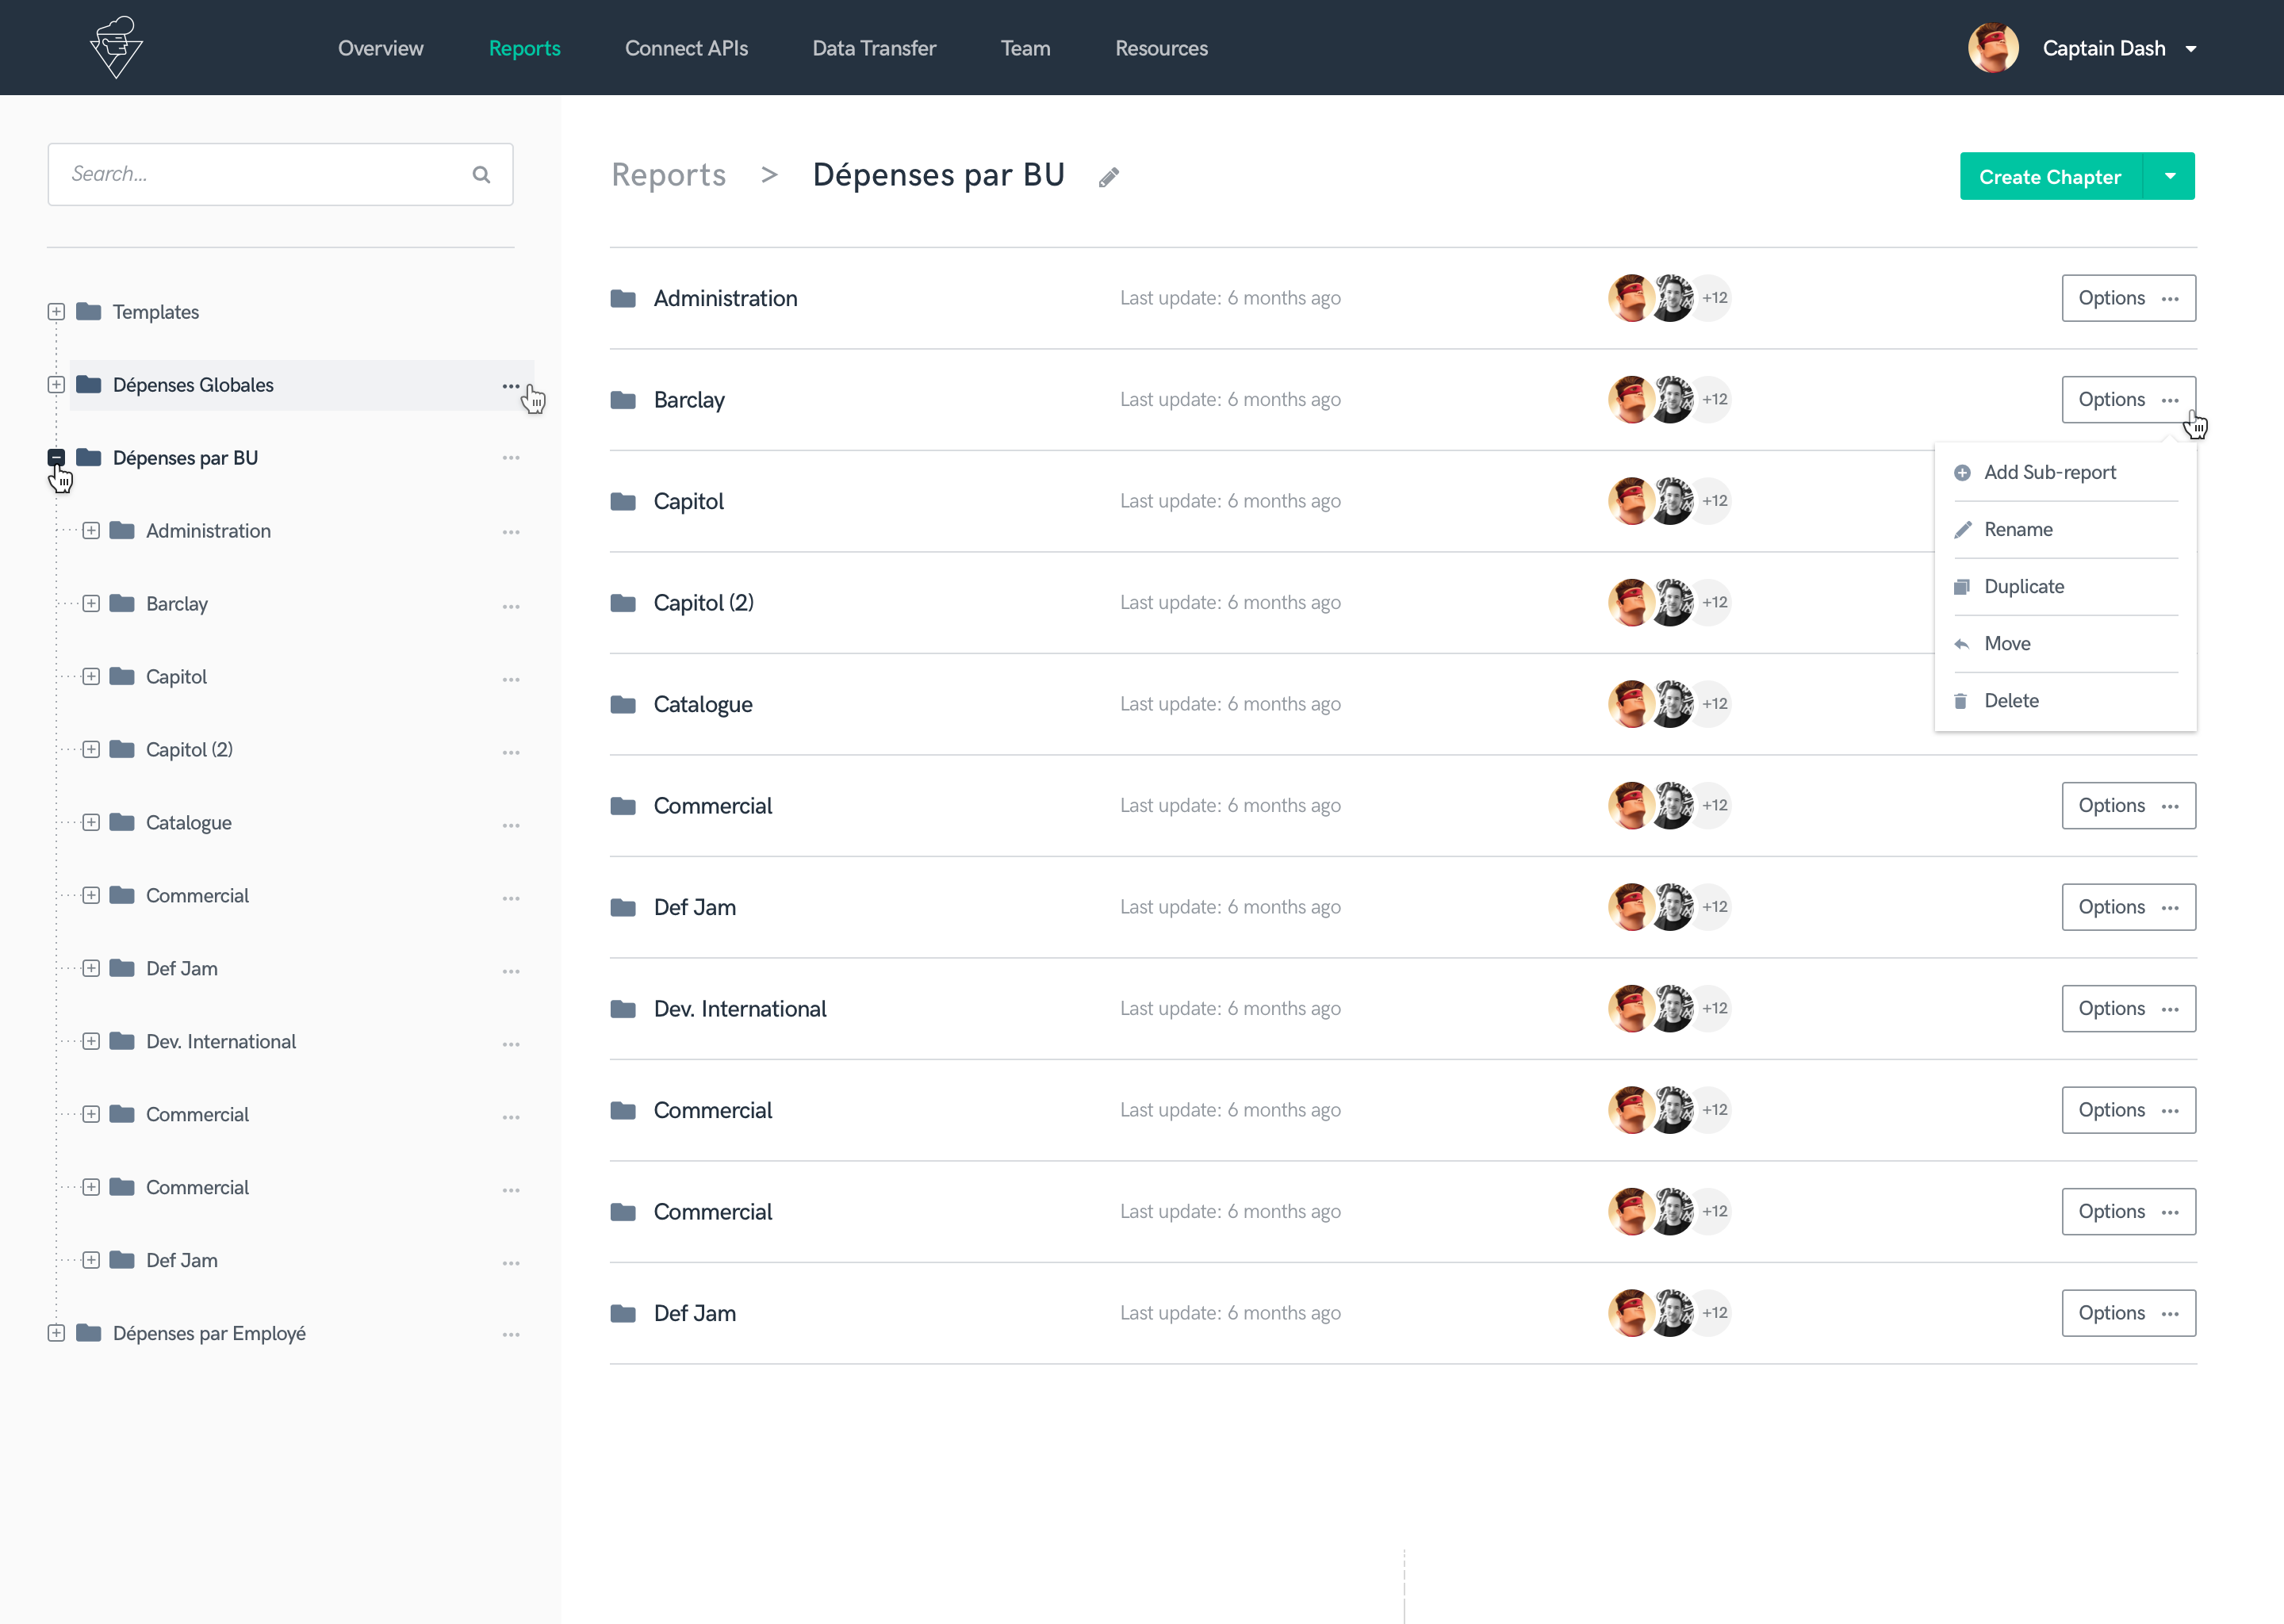 Overview Reports Connect APIs Data Transfer Team Resources Captain Dash
Search...
Templates
Dépenses Globales
Dépenses par BU
Administration
Barclay
Capitol
Capitol (2)
Catalogue
Commercial
Def Jam
Dev. International
Commercial
Commercial
Def Jam
Dépenses par Employé
Reports > Dépenses par BU Create Chapter
Administration Last update: 6 months ago +12 Options
Barclay Last update: 6 months ago +12 Options
Capitol Last update: 6 months ago +12
Capitol (2) Last update: 6 months ago +12
Catalogue Last update: 6 months ago +12
Add Sub-report
Rename
Duplicate
Move
Delete
Commercial Last update: 6 months ago +12 Options
Def Jam Last update: 6 months ago +12 Options
Dev. International Last update: 6 months ago +12 Options
Commercial Last update: 6 months ago +12 Options
Commercial Last update: 6 months ago +12 Options
Def Jam Last update: 6 months ago +12 Options